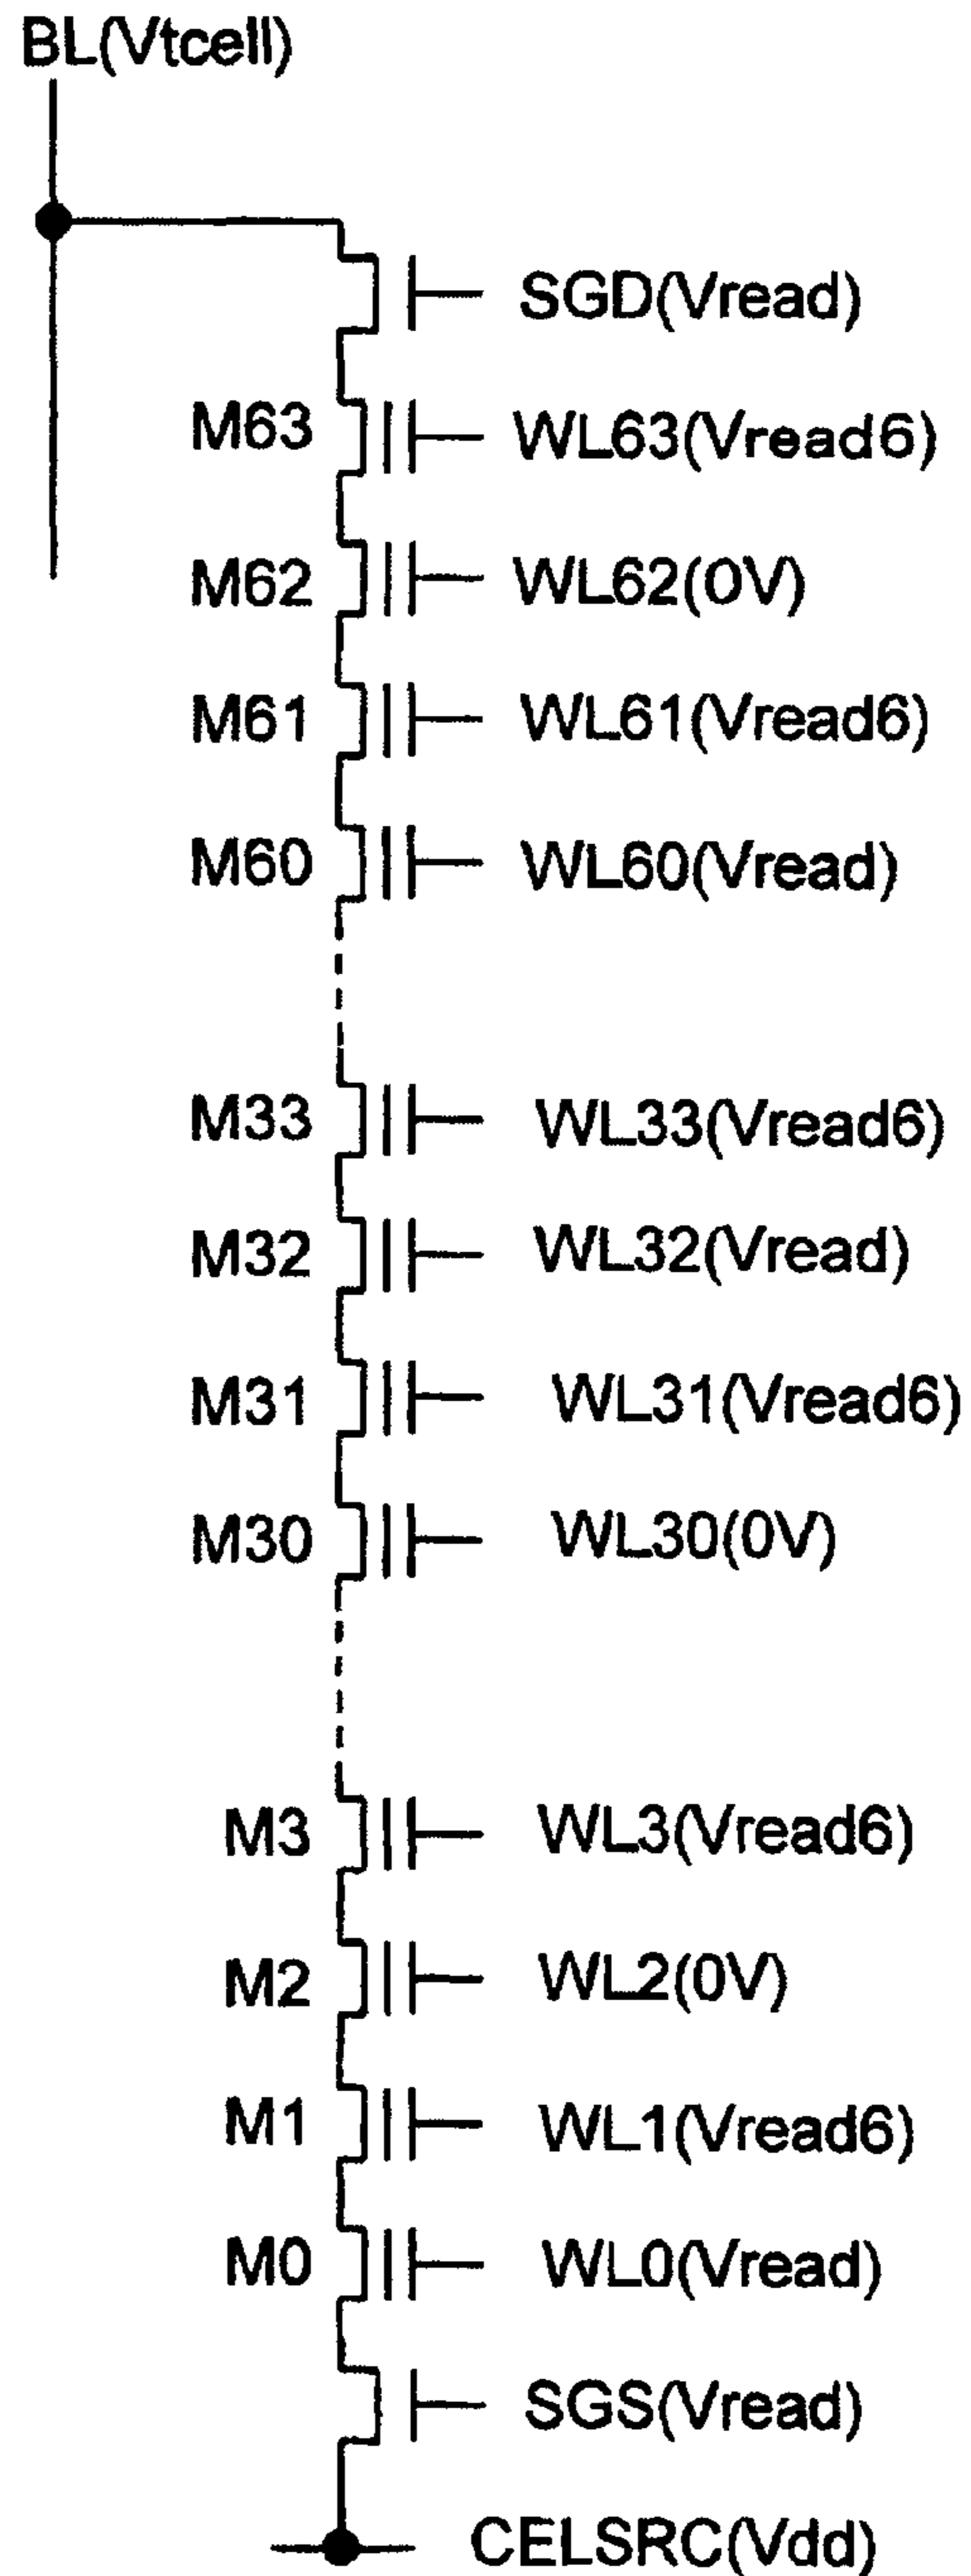 BL(Vtcell)
SGD(Vread)
M63 WL63(Vread6)
M62 WL62(0V)
M61 WL61(Vread6)
M60 WL60(Vread)
M33 WL33(Vread6)
M32 WL32(Vread)
M31 WL31(Vread6)
M30 WL30(0V)
M3 WL3(Vread6)
M2 WL2(0V)
M1 WL1(Vread6)
M0 WL0(Vread)
SGS(Vread)
CELSRC(Vdd)